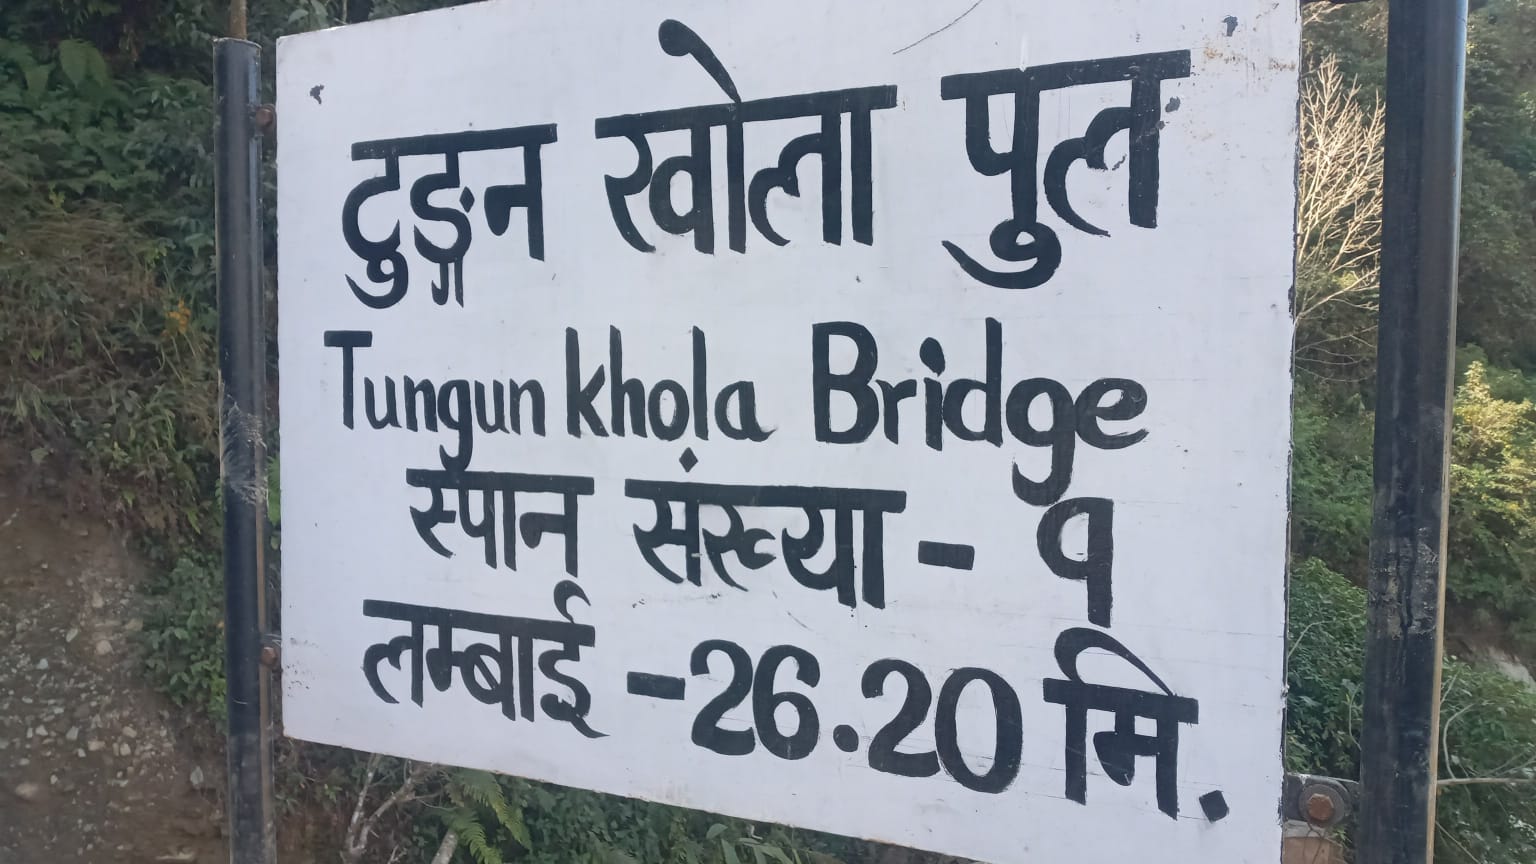 टुङ्गन खोला पुल
Tungun khola Bridge
स्पान संख्या - १
लम्बाई - 26.20 मि.